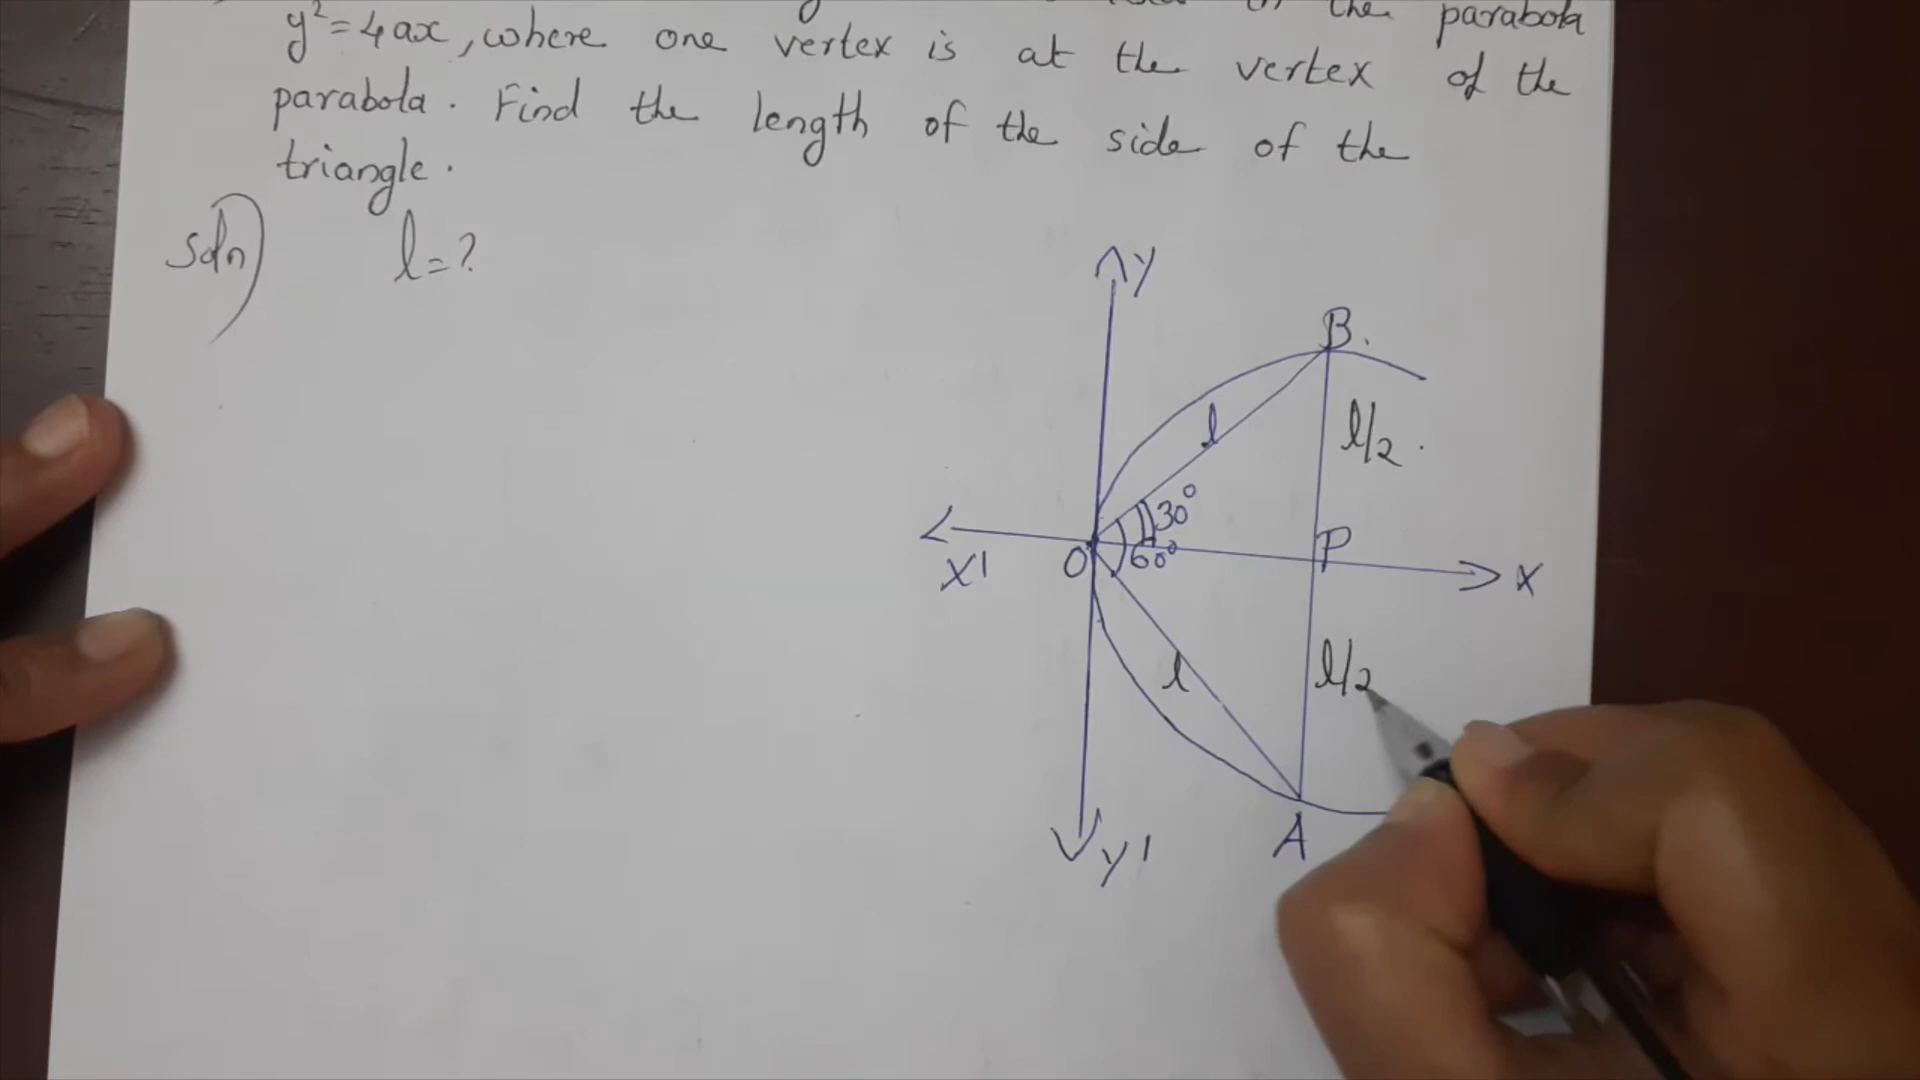 the parabola
y² = 4ax, where one vertex is at the vertex of the
parabola. Find the length of the side of the
triangle.
Soln) l = ?
Y
B.
l
l/2.
30°
60°
X' O P X
l
l/2
A
Y'